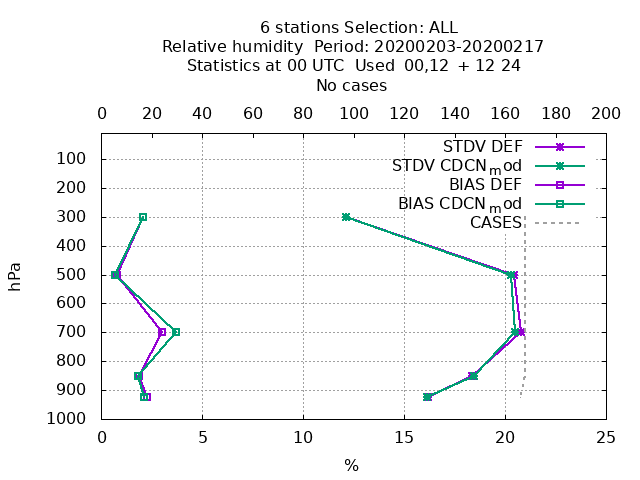 6 stations Selection: ALL
Relative humidity  Period: 20200203-20200217
Statistics at 00 UTC  Used  00,12  + 12 24
No cases
0 20 40 60 80 100 120 140 160 180 200
STDV DEF
STDV CDCNmod
BIAS DEF
BIAS CDCNmod
CASES
hPa
100
200
300
400
500
600
700
800
900
1000
0 5 10 15 20 25
%